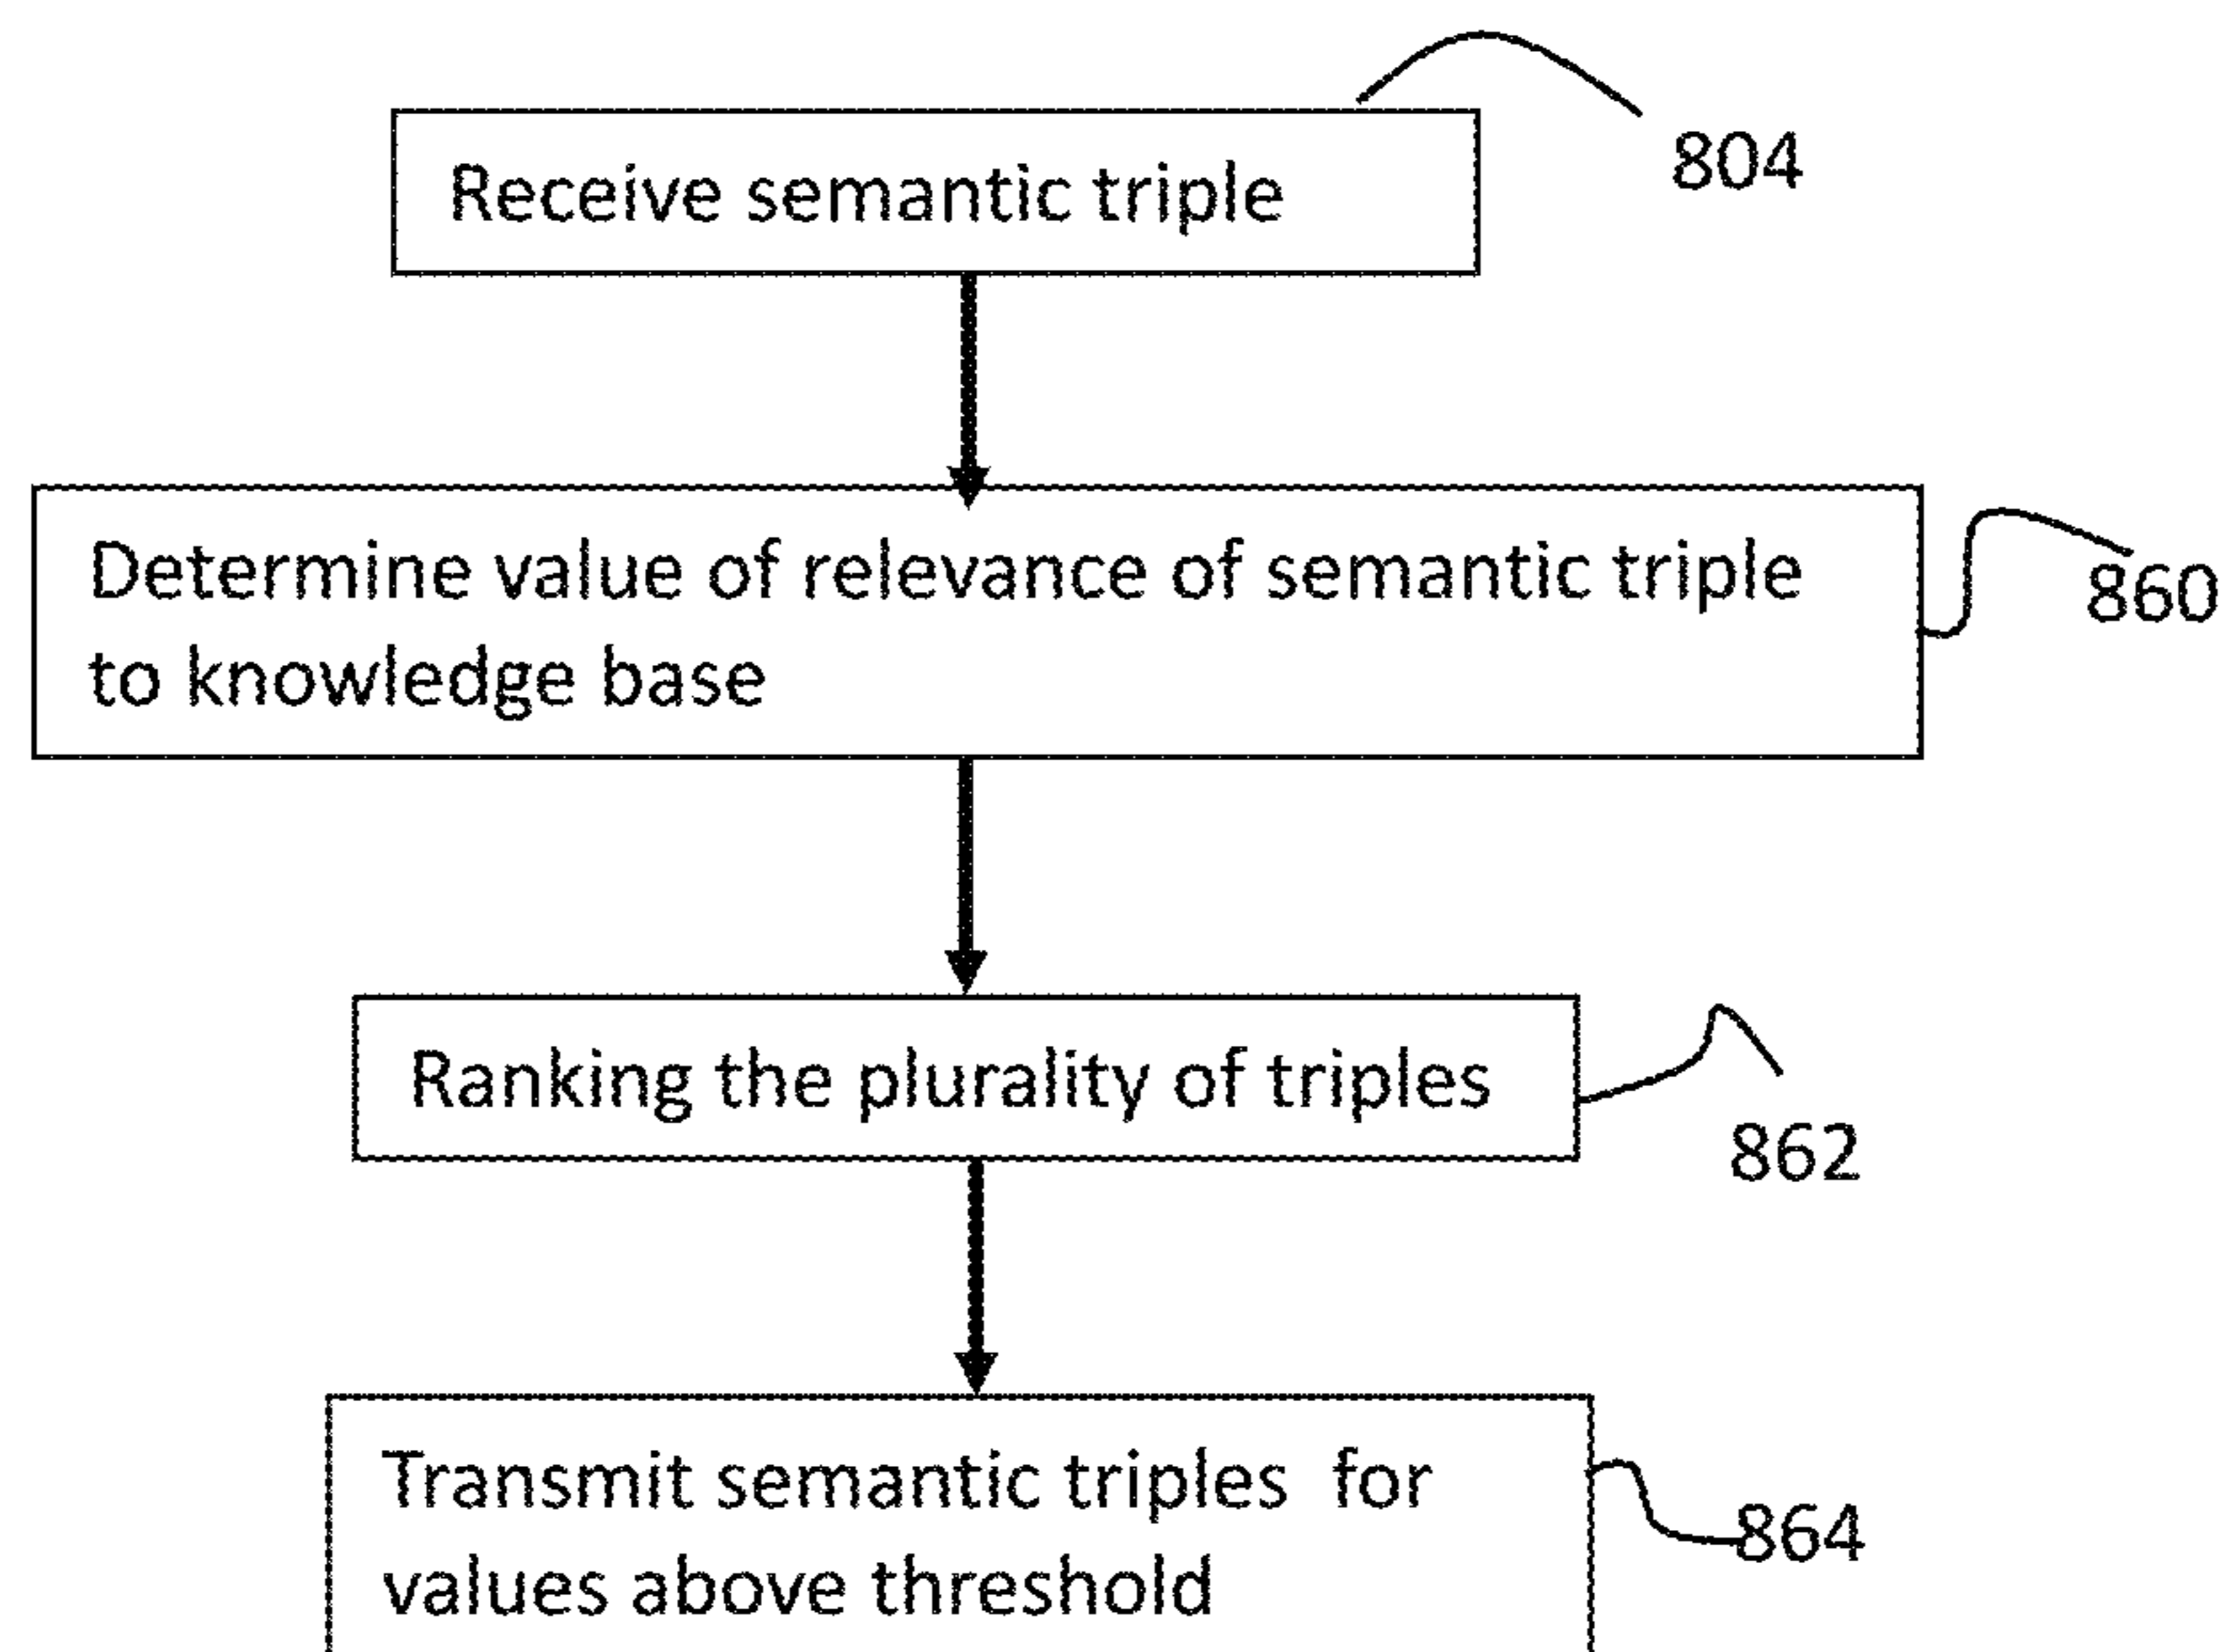 Receive semantic triple
804
Determine value of relevance of semantic triple
to knowledge base
860
Ranking the plurality of triples
862
Transmit semantic triples  for
values above threshold
864